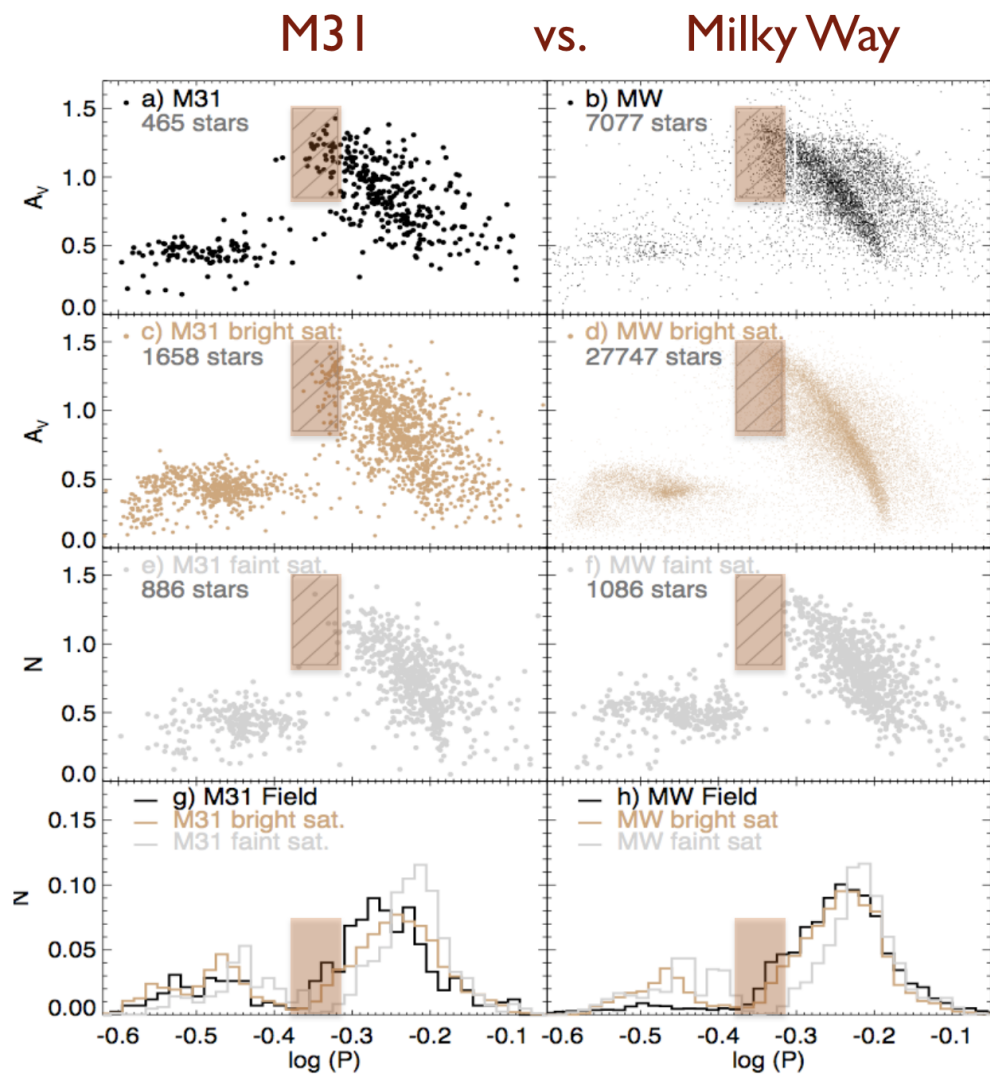 M31 vs. Milky Way
a) M31
465 stars
b) MW
7077 stars
1.5
1.0
0.5
0.0
A_V
c) M31 bright sat.
1658 stars
d) MW bright sat.
27747 stars
1.5
1.0
0.5
0.0
A_V
e) M31 faint sat.
886 stars
f) MW faint sat.
1086 stars
1.5
1.0
0.5
0.0
N
g) M31 Field
M31 bright sat.
M31 faint sat.
h) MW Field
MW bright sat
MW faint sat
0.15
0.10
0.05
0.00
N
-0.6 -0.5 -0.4 -0.3 -0.2 -0.1 -0.6 -0.5 -0.4 -0.3 -0.2 -0.1
log (P) log (P)